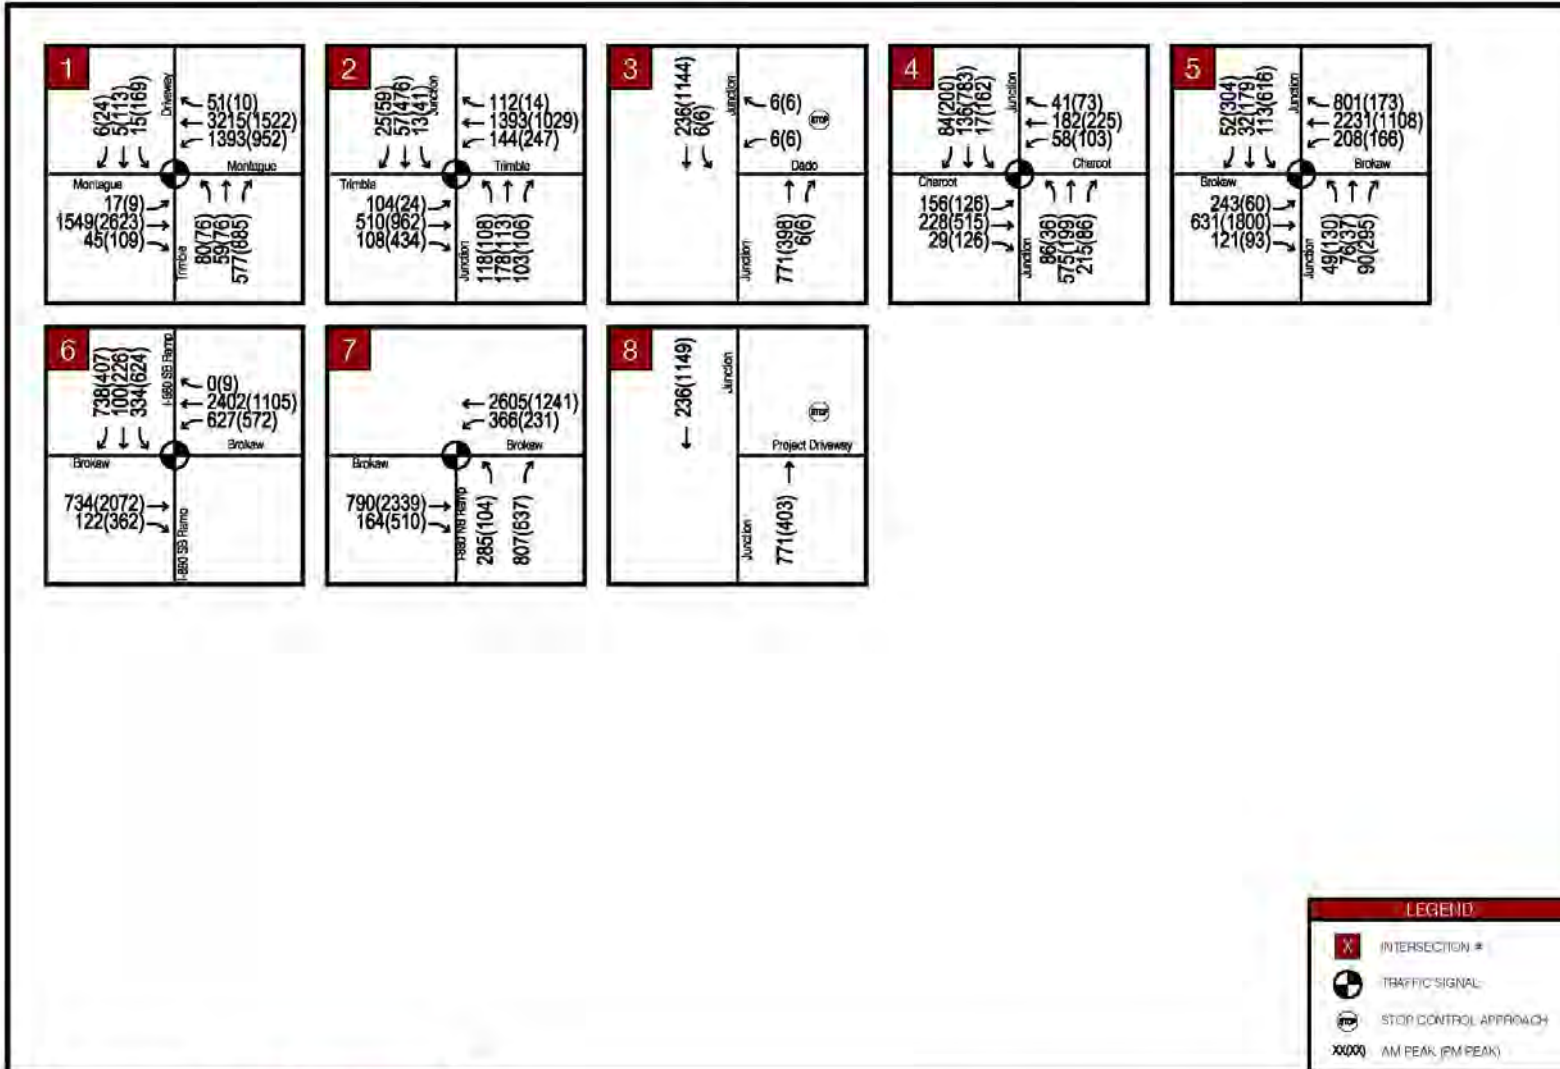 1
6(24)
5(113)
15(169)
Driveway
51(10)
3215(1522)
1393(952)
Montague
Montague
17(9)
1549(2623)
45(109)
Trimble
80(76)
59(76)
577(885)
2
25(59)
57(476)
13(41)
Junction
112(14)
1393(1029)
144(247)
Trimble
Trimble
104(24)
510(962)
108(434)
Junction
118(108)
178(113)
103(106)
3
236(1144)
6(6)
Junction
6(6)
STOP
6(6)
Dado
Junction
771(398)
6(6)
4
84(200)
136(783)
17(162)
Junction
41(73)
182(225)
58(103)
Charcot
Charcot
156(126)
228(515)
29(126)
Junction
86(36)
575(199)
215(86)
5
52(304)
32(179)
113(616)
Junction
801(173)
2231(1108)
208(166)
Brokaw
Brokaw
243(60)
631(1800)
121(93)
Junction
49(130)
76(37)
90(295)
6
738(407)
100(226)
334(624)
I-880 SB Ramp
0(9)
2402(1105)
627(572)
Brokaw
Brokaw
734(2072)
122(362)
I-880 SB Ramp
7
2605(1241)
366(231)
Brokaw
Brokaw
790(2339)
164(510)
I-880 NB Ramp
285(104)
807(637)
8
236(1149)
Junction
STOP
Project Driveway
Junction
771(403)
LEGEND
X INTERSECTION #
TRAFFIC SIGNAL
STOP STOP CONTROL APPROACH
XX(XX) AM PEAK (PM PEAK)